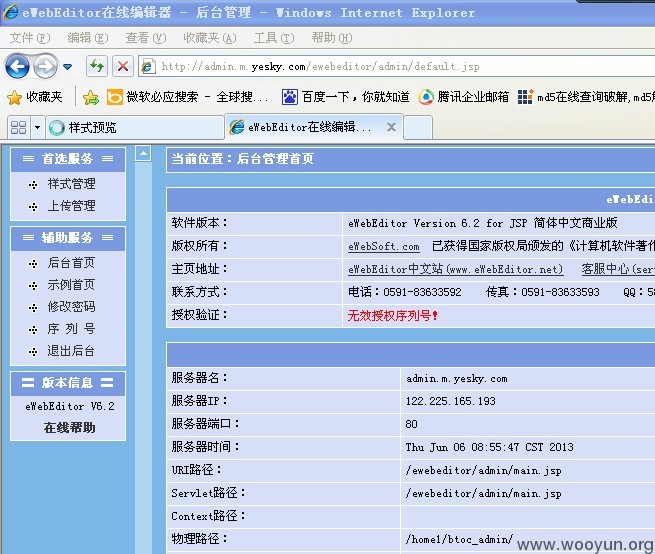 eWebEditor在线编辑器 - 后台管理 - Windows Internet Explorer
文件(F) 编辑(E) 查看(V) 收藏夹(A) 工具(T) 帮助(H)
http://admin.m.yesky.com/ewebeditor/admin/default.jsp
收藏夹 微软必应搜索 - 全球搜... 百度一下，你就知道 腾讯企业邮箱 md5在线查询破解,md5
样式预览 eWebEditor在线编辑... X
首选服务
样式管理
上传管理
辅助服务
后台首页
示例首页
修改密码
序 列 号
退出后台
版本信息
eWebEditor V6.2
在线帮助
当前位置：后台管理首页
eWebEdi
软件版本： eWebEditor Version 6.2 for JSP 简体中文商业版
版权所有： eWebSoft.com 已获得国家版权局颁发的《计算机软件著作
主页地址： eWebEditor中文站(www.eWebEditor.net) 客服中心(ser
联系方式： 电话：0591-83633592 传真：0591-83633593 QQ：58
授权验证： 无效授权序列号！
服务器名： admin.m.yesky.com
服务器IP： 122.225.165.193
服务器端口： 80
服务器时间： Thu Jun 06 08:55:47 CST 2013
URI路径： /ewebeditor/admin/main.jsp
Servlet路径： /ewebeditor/admin/main.jsp
Context路径：
物理路径： /home1/btoc_admin/
www.wooyun.org